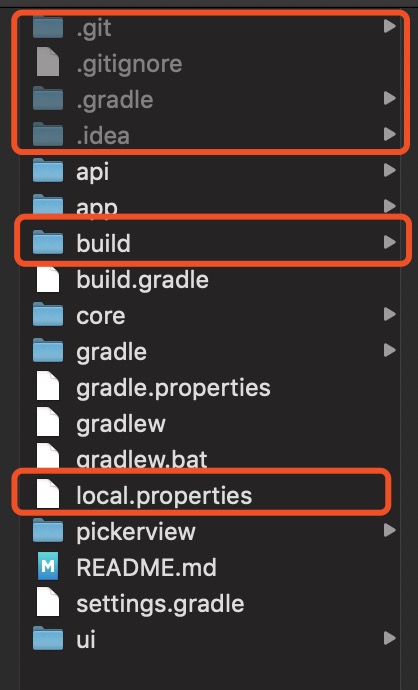 .git
.gitignore
.gradle
.idea
api
app
build
build.gradle
core
gradle
gradle.properties
gradlew
gradlew.bat
local.properties
pickerview
M README.md
settings.gradle
ui